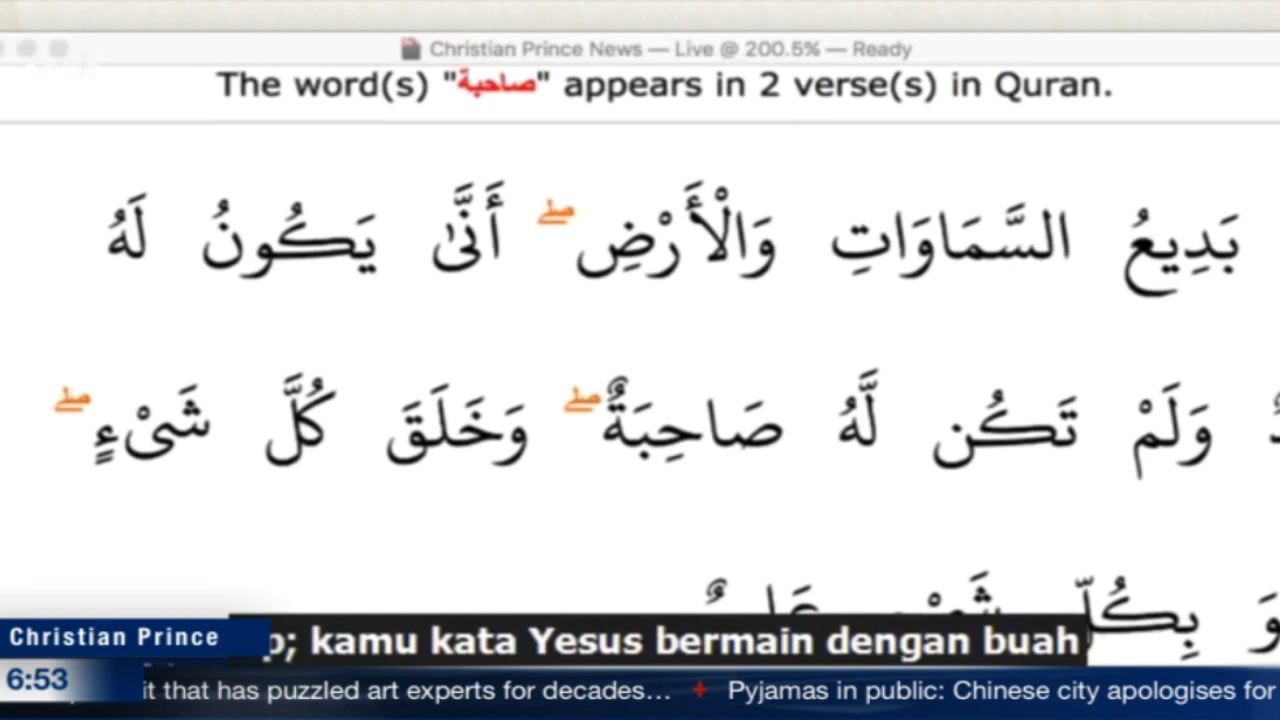 Christian Prince News — Live @ 200.5% — Ready
The word(s) "صاحبة" appears in 2 verse(s) in Quran.
بَدِيعُ السَّمَاوَاتِ وَالْأَرْضِ ۖ أَنَّىٰ يَكُونُ لَهُ
وَلَمْ تَكُن لَّهُ صَاحِبَةٌ ۖ وَخَلَقَ كُلَّ شَىْءٍ ۖ
بِكُلِّ
Christian Prince
p; kamu kata Yesus bermain dengan buah
6:53
it that has puzzled art experts for decades... + Pyjamas in public: Chinese city apologises for